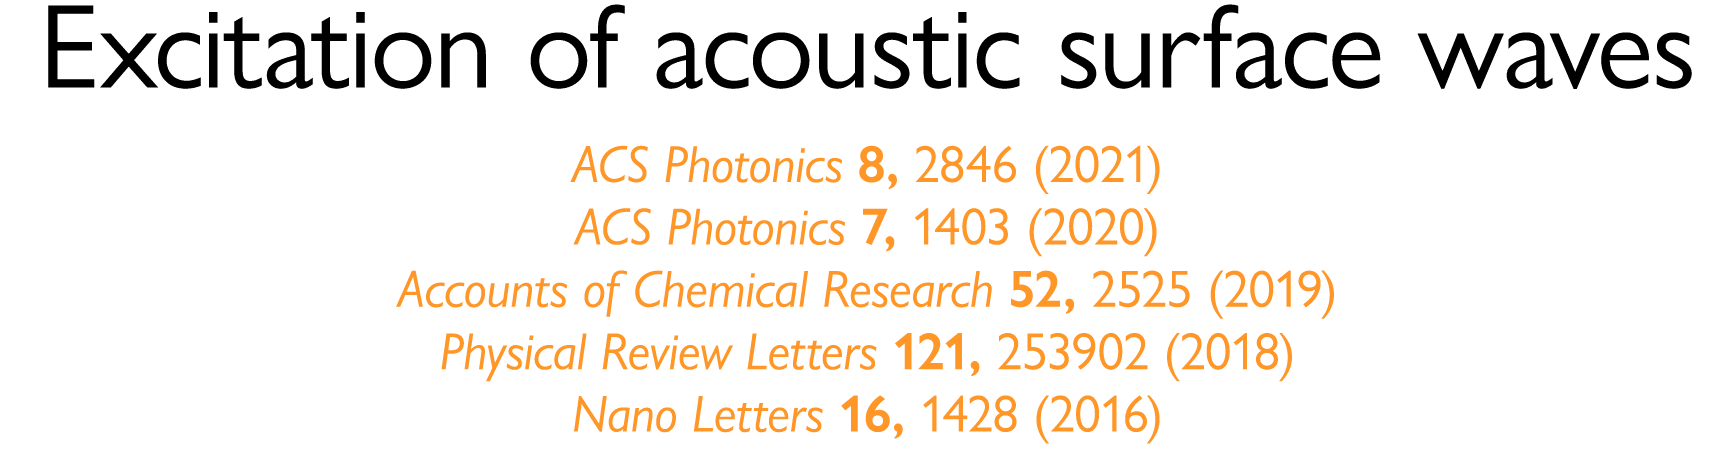 Excitation of acoustic surface waves
ACS Photonics 8, 2846 (2021)
ACS Photonics 7, 1403 (2020)
Accounts of Chemical Research 52, 2525 (2019)
Physical Review Letters 121, 253902 (2018)
Nano Letters 16, 1428 (2016)